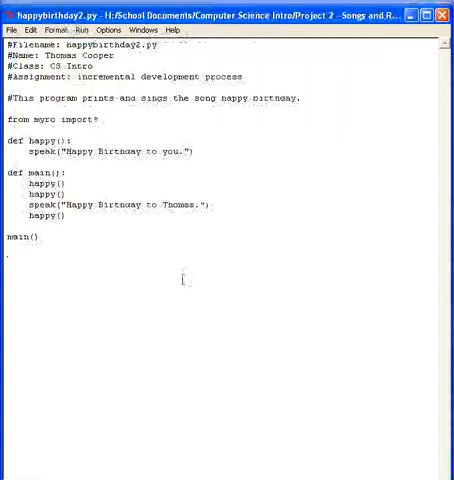 happybirthday2.py - H:/School Documents/Computer Science Intro/Project 2 - Songs and R...
File Edit Format Run Options Windows Help
#Filename: happybirthday2.py
#Name: Thomas Cooper
#Class: CS Intro
#Assignment: incremental development process
#This program prints and sings the song happy birthday.
from myro import*
def happy():
speak("Happy Birthday to you.")
def main():
happy()
happy()
speak("Happy Birthday to Thomas.")
happy()
main()